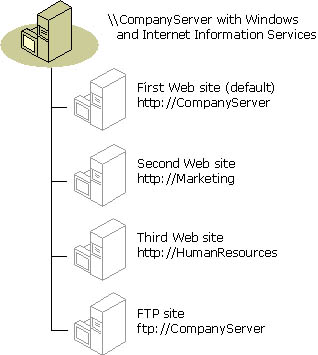 \\CompanyServer with Windows
and Internet Information Services
First Web site (default)
http://CompanyServer
Second Web site
http://Marketing
Third Web site
http://HumanResources
FTP site
ftp://CompanyServer